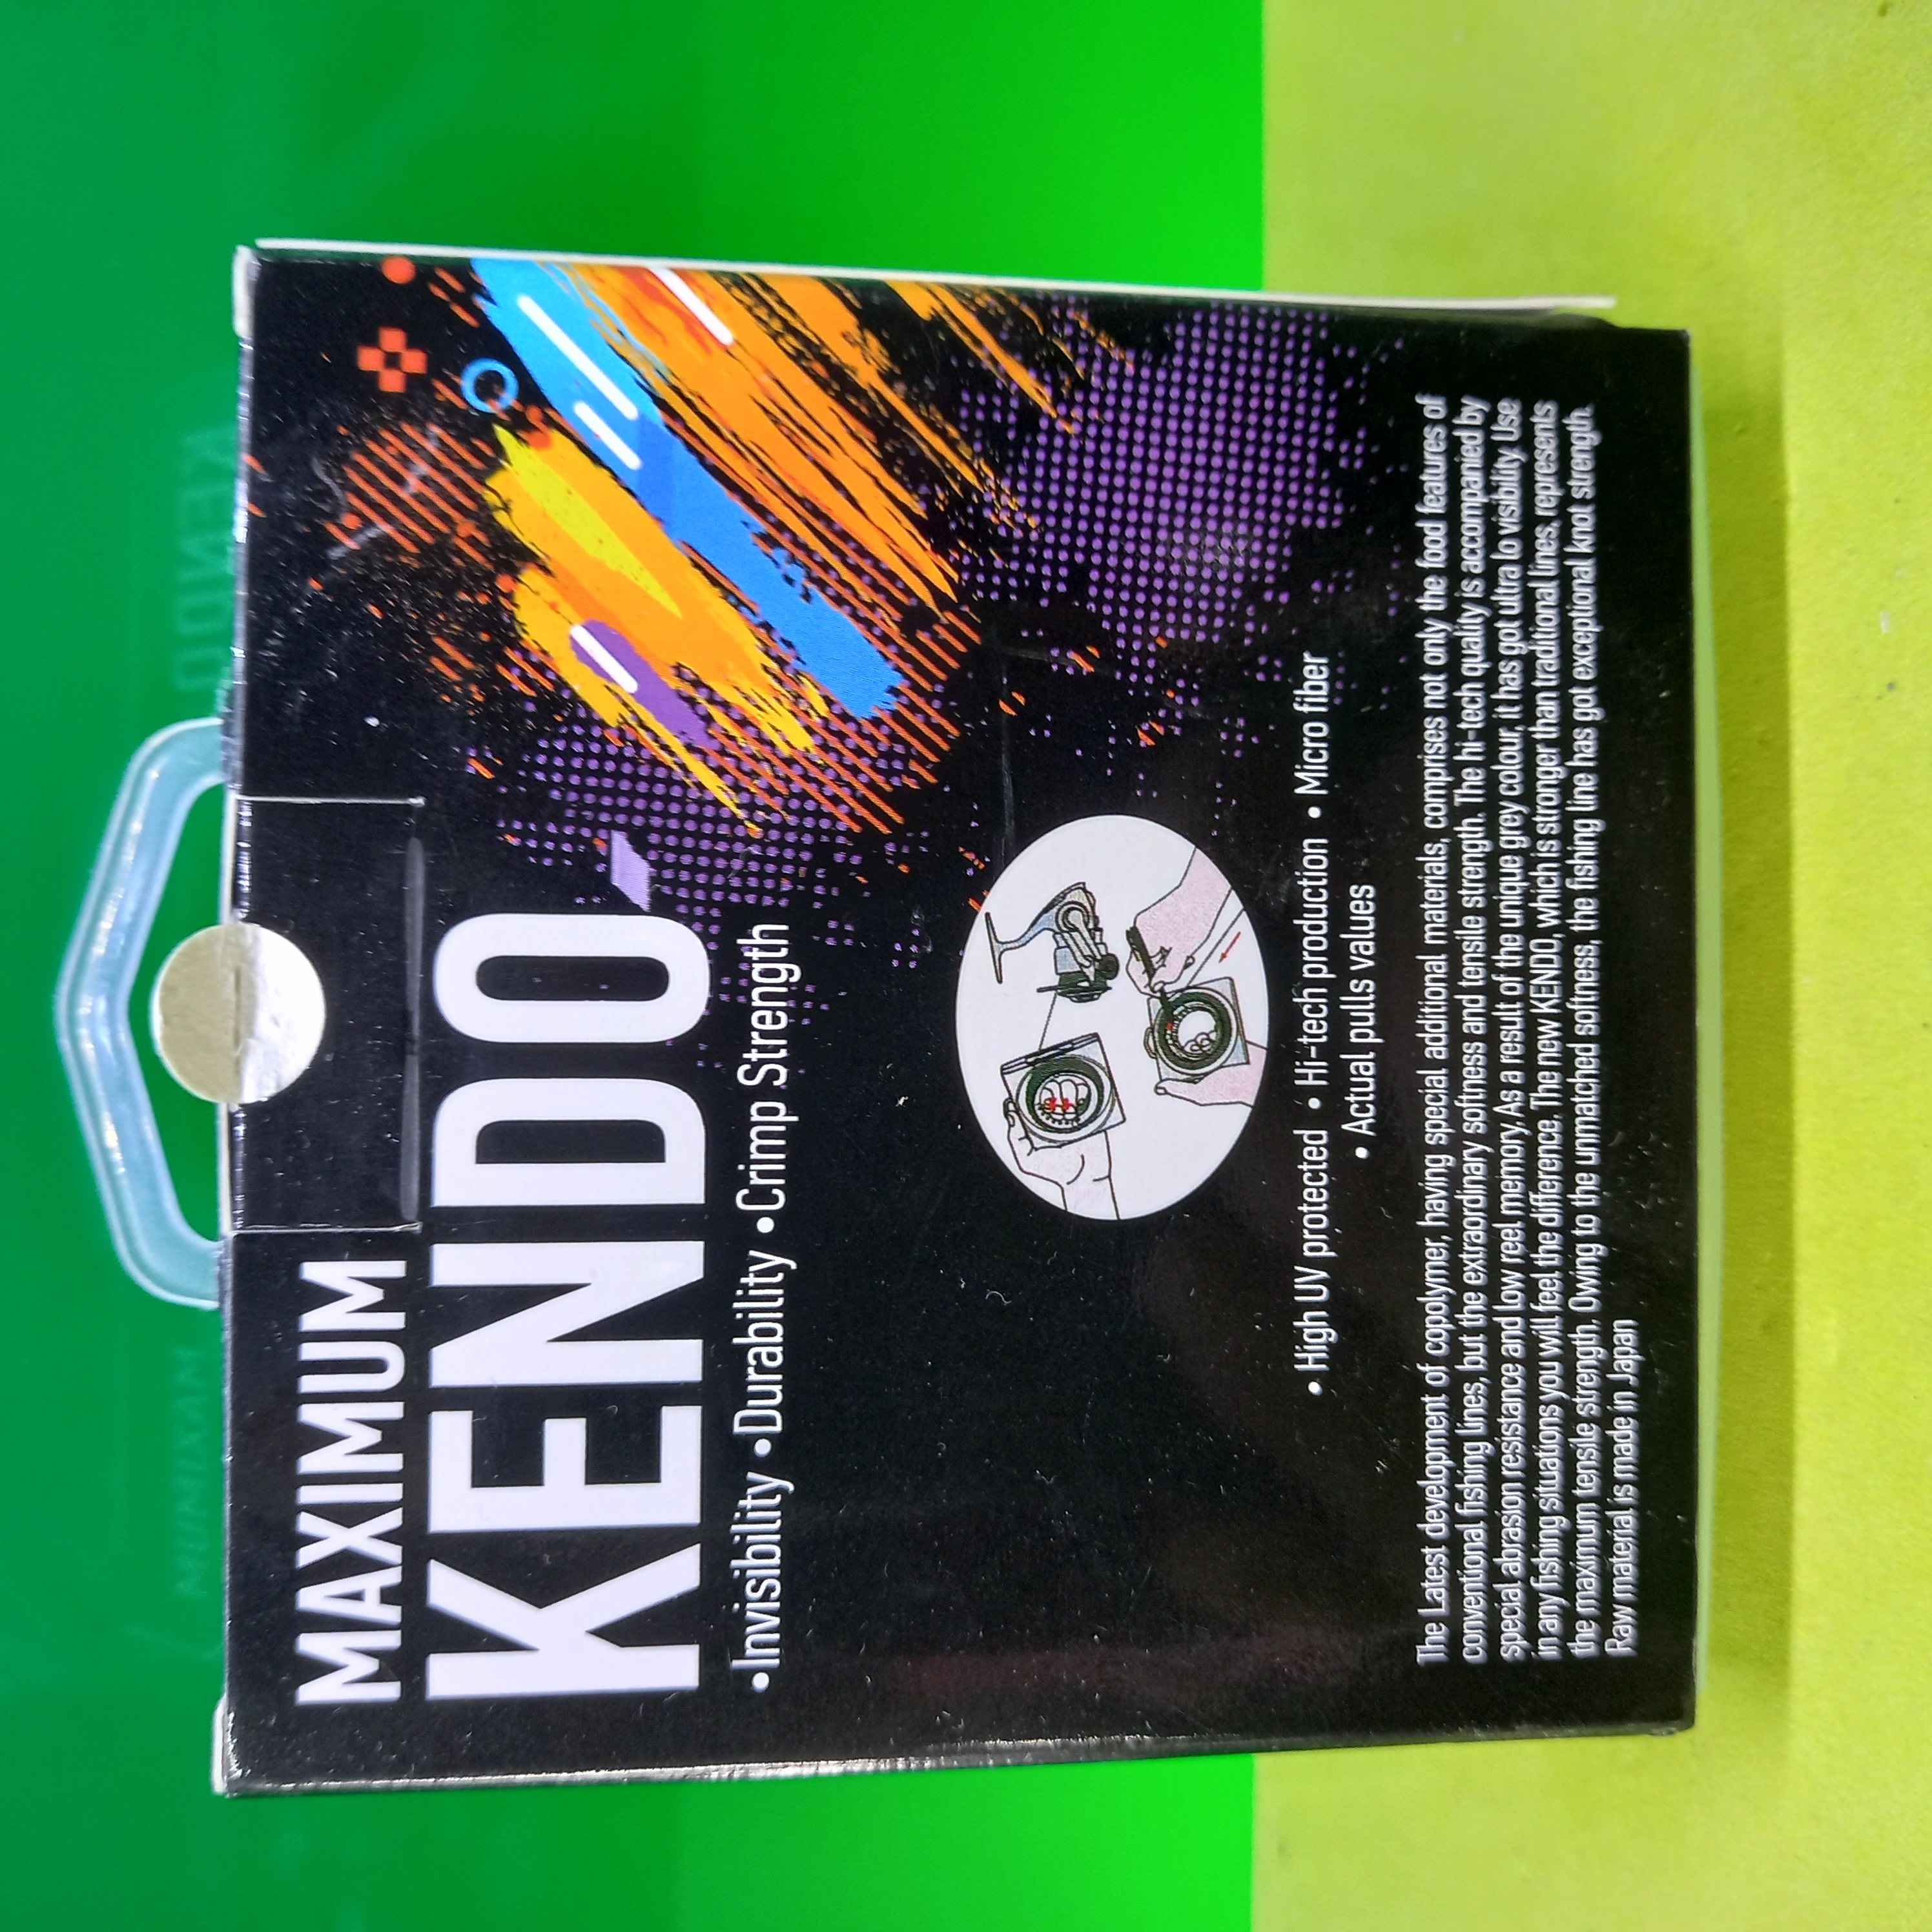 MAXIMUM
KENDO
•Invisibility •Durability •Crimp Strength
• High UV protected • Hi-tech production • Micro fiber
• Actual pulls values
The Latest development of copolymer, having special additional materials, comprises not only the food features of
conventional fishing lines, but the extraordinary softness and tensile strength. The hi-tech quality is accompanied by
special abrasion resistance and low reel memory. As a result of the unique grey colour, it has got ultra lo visibility Use
in any fishing situations you will feel the difference. The new KENDO, which is stronger than traditional lines, represents
the maximum tensile strength. Owing to the unmatched softness, the fishing line has got exceptional knot strength.
Raw material is made in Japan